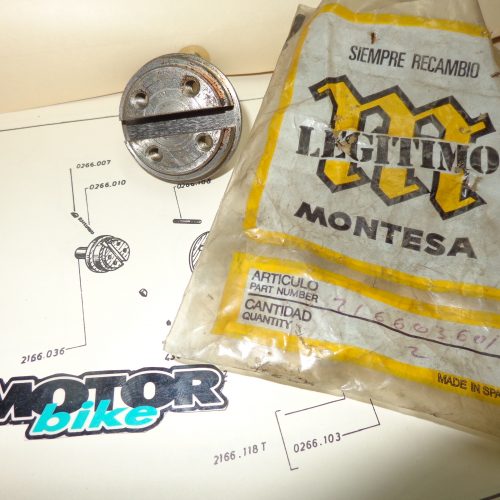 SIEMPRE RECAMBIO
LEGITIMO
MONTESA
ARTICULO
PART NUMBER
CANTIDAD
QUANTITY
2
MADE IN SPA
0266.007
0266.010
2166.036
MOTOR
bike
2166.118 T
0266.103